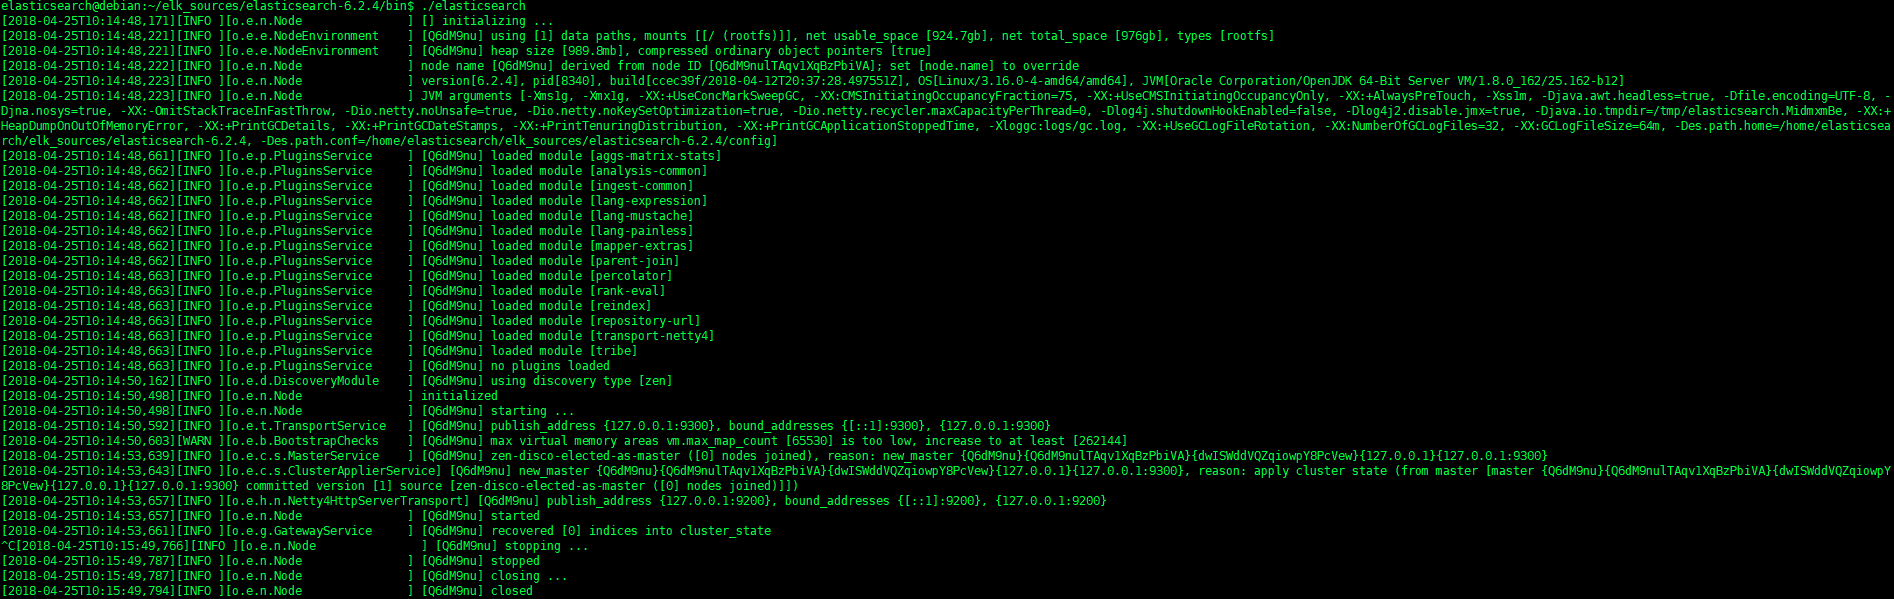 elasticsearch@debian:~/elk_sources/elasticsearch-6.2.4/bin$ ./elasticsearch
[2018-04-25T10:14:48,171][INFO ][o.e.n.Node               ] [] initializing ...
[2018-04-25T10:14:48,221][INFO ][o.e.e.NodeEnvironment    ] [Q6dM9nu] using [1] data paths, mounts [[/ (rootfs)]], net usable_space [924.7gb], net total_space [976gb], types [rootfs]
[2018-04-25T10:14:48,221][INFO ][o.e.e.NodeEnvironment    ] [Q6dM9nu] heap size [989.8mb], compressed ordinary object pointers [true]
[2018-04-25T10:14:48,222][INFO ][o.e.n.Node               ] node name [Q6dM9nu] derived from node ID [Q6dM9nulTAqv1XqBzPbiVA]; set [node.name] to override
[2018-04-25T10:14:48,223][INFO ][o.e.n.Node               ] version[6.2.4], pid[8340], build[ccec39f/2018-04-12T20:37:28.497551Z], OS[Linux/3.16.0-4-amd64/amd64], JVM[Oracle Corporation/OpenJDK 64-Bit Server VM/1.8.0_162/25.162-b12]
[2018-04-25T10:14:48,223][INFO ][o.e.n.Node               ] JVM arguments [-Xms1g, -Xmx1g, -XX:+UseConcMarkSweepGC, -XX:CMSInitiatingOccupancyFraction=75, -XX:+UseCMSInitiatingOccupancyOnly, -XX:+AlwaysPreTouch, -Xss1m, -Djava.awt.headless=true, -Dfile.encoding=UTF-8, -
Djna.nosys=true, -XX:-OmitStackTraceInFastThrow, -Dio.netty.noUnsafe=true, -Dio.netty.noKeySetOptimization=true, -Dio.netty.recycler.maxCapacityPerThread=0, -Dlog4j.shutdownHookEnabled=false, -Dlog4j2.disable.jmx=true, -Djava.io.tmpdir=/tmp/elasticsearch.MidmxmBe, -XX:+
HeapDumpOnOutOfMemoryError, -XX:+PrintGCDetails, -XX:+PrintGCDateStamps, -XX:+PrintTenuringDistribution, -XX:+PrintGCApplicationStoppedTime, -Xloggc:logs/gc.log, -XX:+UseGCLogFileRotation, -XX:NumberOfGCLogFiles=32, -XX:GCLogFileSize=64m, -Des.path.home=/home/elasticsea
rch/elk_sources/elasticsearch-6.2.4, -Des.path.conf=/home/elasticsearch/elk_sources/elasticsearch-6.2.4/config]
[2018-04-25T10:14:48,661][INFO ][o.e.p.PluginsService     ] [Q6dM9nu] loaded module [aggs-matrix-stats]
[2018-04-25T10:14:48,662][INFO ][o.e.p.PluginsService     ] [Q6dM9nu] loaded module [analysis-common]
[2018-04-25T10:14:48,662][INFO ][o.e.p.PluginsService     ] [Q6dM9nu] loaded module [ingest-common]
[2018-04-25T10:14:48,662][INFO ][o.e.p.PluginsService     ] [Q6dM9nu] loaded module [lang-expression]
[2018-04-25T10:14:48,662][INFO ][o.e.p.PluginsService     ] [Q6dM9nu] loaded module [lang-mustache]
[2018-04-25T10:14:48,662][INFO ][o.e.p.PluginsService     ] [Q6dM9nu] loaded module [lang-painless]
[2018-04-25T10:14:48,662][INFO ][o.e.p.PluginsService     ] [Q6dM9nu] loaded module [mapper-extras]
[2018-04-25T10:14:48,662][INFO ][o.e.p.PluginsService     ] [Q6dM9nu] loaded module [parent-join]
[2018-04-25T10:14:48,663][INFO ][o.e.p.PluginsService     ] [Q6dM9nu] loaded module [percolator]
[2018-04-25T10:14:48,663][INFO ][o.e.p.PluginsService     ] [Q6dM9nu] loaded module [rank-eval]
[2018-04-25T10:14:48,663][INFO ][o.e.p.PluginsService     ] [Q6dM9nu] loaded module [reindex]
[2018-04-25T10:14:48,663][INFO ][o.e.p.PluginsService     ] [Q6dM9nu] loaded module [repository-url]
[2018-04-25T10:14:48,663][INFO ][o.e.p.PluginsService     ] [Q6dM9nu] loaded module [transport-netty4]
[2018-04-25T10:14:48,663][INFO ][o.e.p.PluginsService     ] [Q6dM9nu] loaded module [tribe]
[2018-04-25T10:14:48,663][INFO ][o.e.p.PluginsService     ] [Q6dM9nu] no plugins loaded
[2018-04-25T10:14:50,162][INFO ][o.e.d.DiscoveryModule    ] [Q6dM9nu] using discovery type [zen]
[2018-04-25T10:14:50,498][INFO ][o.e.n.Node               ] initialized
[2018-04-25T10:14:50,498][INFO ][o.e.n.Node               ] [Q6dM9nu] starting ...
[2018-04-25T10:14:50,592][INFO ][o.e.t.TransportService   ] [Q6dM9nu] publish_address {127.0.0.1:9300}, bound_addresses {[::1]:9300}, {127.0.0.1:9300}
[2018-04-25T10:14:50,603][WARN ][o.e.b.BootstrapChecks    ] [Q6dM9nu] max virtual memory areas vm.max_map_count [65530] is too low, increase to at least [262144]
[2018-04-25T10:14:53,639][INFO ][o.e.c.s.MasterService    ] [Q6dM9nu] zen-disco-elected-as-master ([0] nodes joined), reason: new_master {Q6dM9nu}{Q6dM9nulTAqv1XqBzPbiVA}{dwISWddVQZqiowpY8PcVew}{127.0.0.1}{127.0.0.1:9300}
[2018-04-25T10:14:53,643][INFO ][o.e.c.s.ClusterApplierService] [Q6dM9nu] new_master {Q6dM9nu}{Q6dM9nulTAqv1XqBzPbiVA}{dwISWddVQZqiowpY8PcVew}{127.0.0.1}{127.0.0.1:9300}, reason: apply cluster state (from master [master {Q6dM9nu}{Q6dM9nulTAqv1XqBzPbiVA}{dwISWddVQZqiowpY
8PcVew}{127.0.0.1}{127.0.0.1:9300} committed version [1] source [zen-disco-elected-as-master ([0] nodes joined)]])
[2018-04-25T10:14:53,657][INFO ][o.e.h.n.Netty4HttpServerTransport] [Q6dM9nu] publish_address {127.0.0.1:9200}, bound_addresses {[::1]:9200}, {127.0.0.1:9200}
[2018-04-25T10:14:53,657][INFO ][o.e.n.Node               ] [Q6dM9nu] started
[2018-04-25T10:14:53,661][INFO ][o.e.g.GatewayService     ] [Q6dM9nu] recovered [0] indices into cluster_state
^C[2018-04-25T10:15:49,766][INFO ][o.e.n.Node               ] [Q6dM9nu] stopping ...
[2018-04-25T10:15:49,787][INFO ][o.e.n.Node               ] [Q6dM9nu] stopped
[2018-04-25T10:15:49,787][INFO ][o.e.n.Node               ] [Q6dM9nu] closing ...
[2018-04-25T10:15:49,794][INFO ][o.e.n.Node               ] [Q6dM9nu] closed